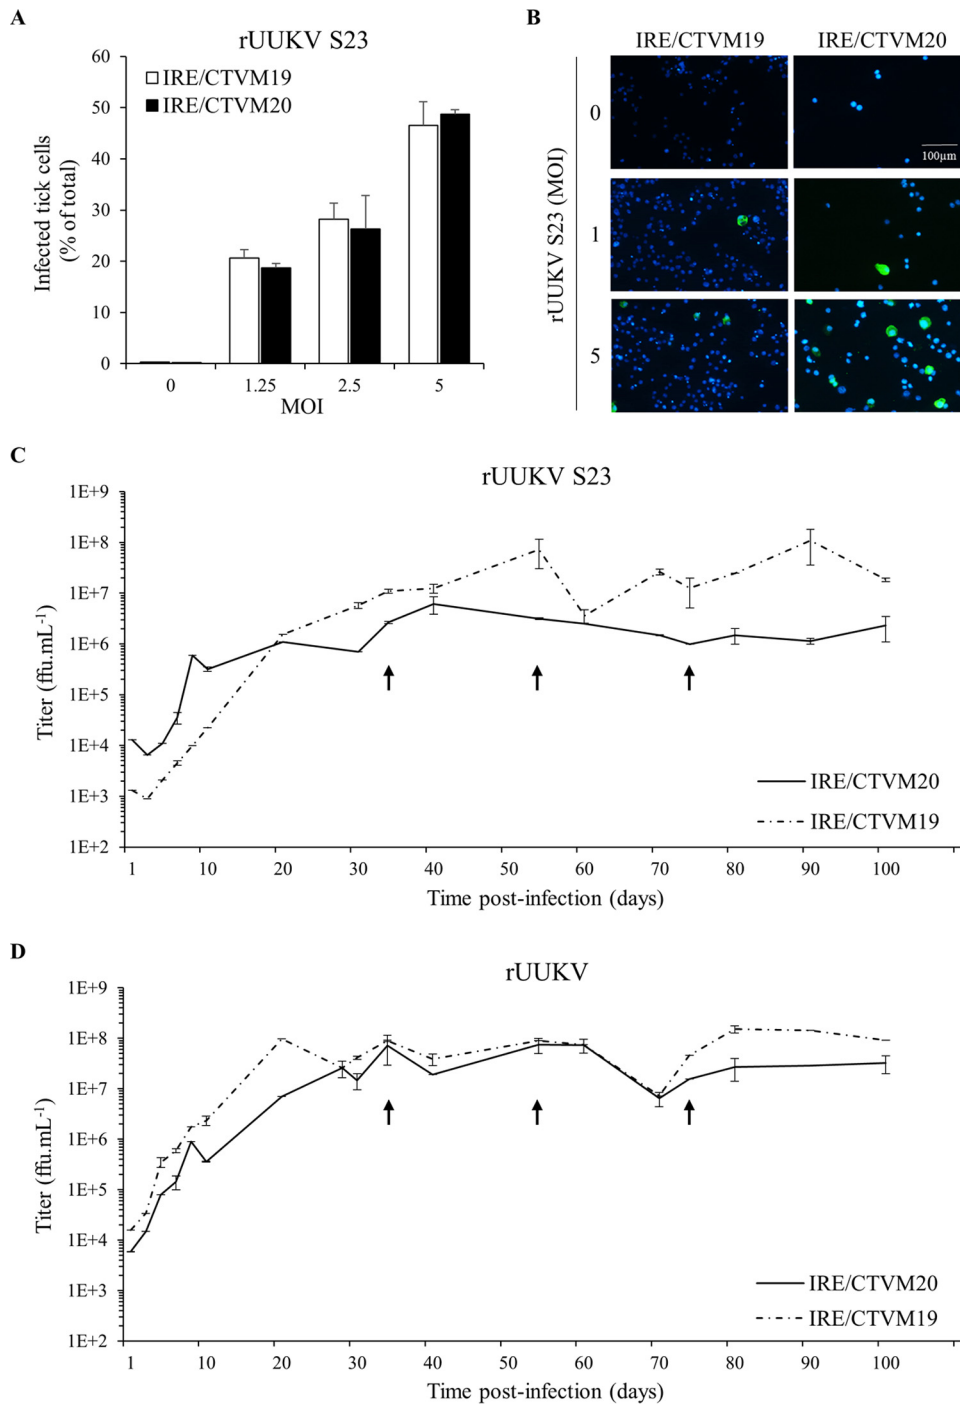 A
rUUKV S23
60
50
40
30
20
10
0
Infected tick cells
(% of total)
IRE/CTVM19
IRE/CTVM20
0 1.25 2.5 5
MOI
B
IRE/CTVM19 IRE/CTVM20
rUUKV S23 (MOI)
0
1
5
100µm
C
rUUKV S23
1E+9
1E+8
1E+7
1E+6
1E+5
1E+4
1E+3
1E+2
Titer (ffu.mL-1)
IRE/CTVM20
IRE/CTVM19
1 10 20 30 40 50 60 70 80 90 100
Time post-infection (days)
D
rUUKV
1E+9
1E+8
1E+7
1E+6
1E+5
1E+4
1E+3
1E+2
Titer (ffu.mL-1)
IRE/CTVM20
IRE/CTVM19
1 10 20 30 40 50 60 70 80 90 100
Time post-infection (days)